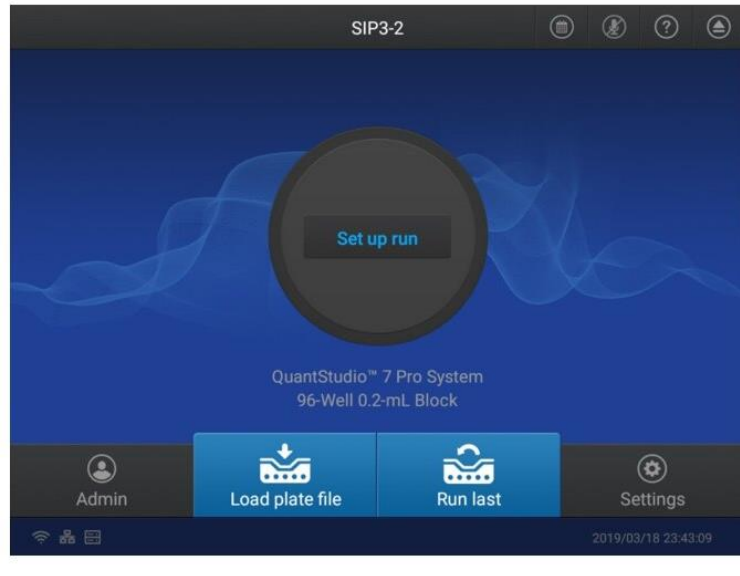 SIP3-2
?
Set up run
QuantStudio™ 7 Pro System
96-Well 0.2-mL Block
Admin
Load plate file
Run last
Settings
2019/03/18 23:43:09